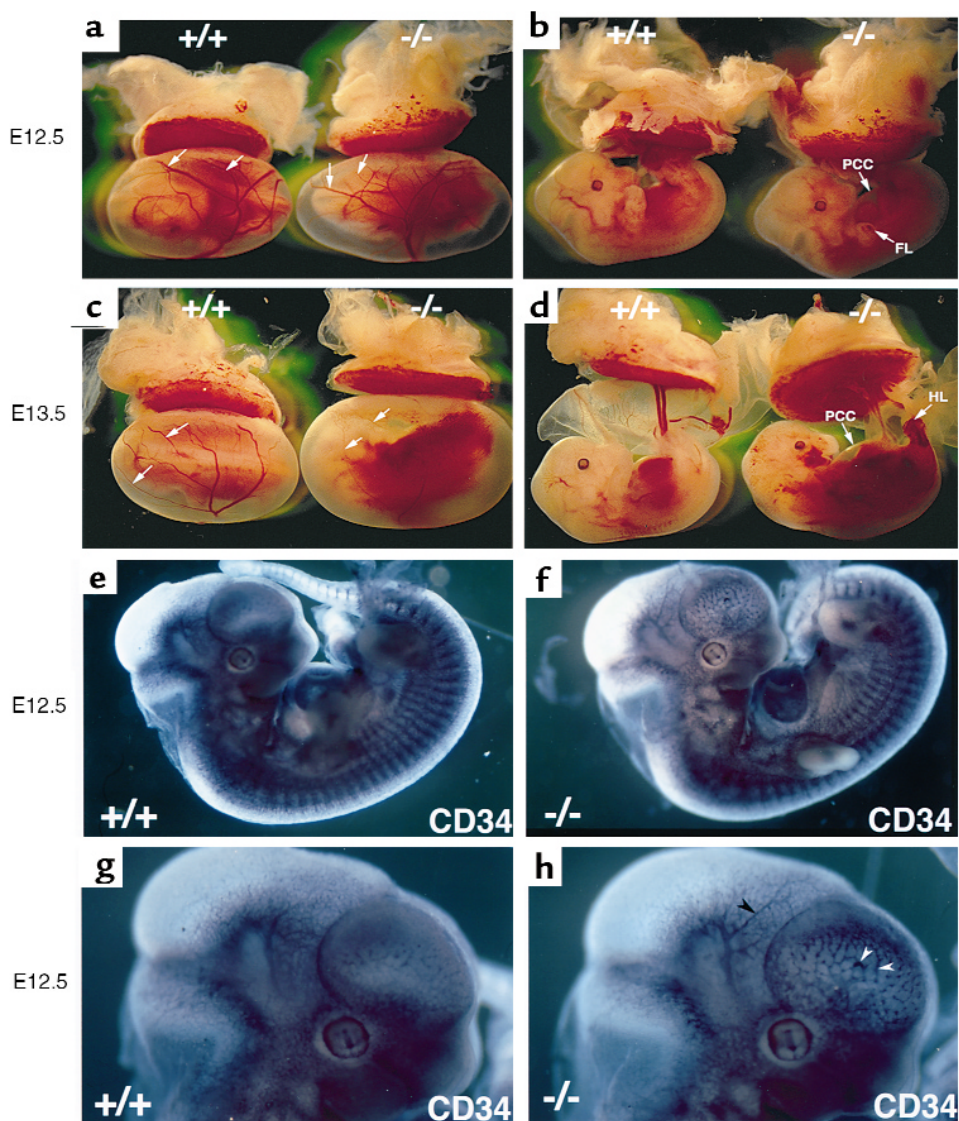 a +/+ -/-
b +/+ -/-
E12.5
PCC
FL
c +/+ -/-
d +/+ -/-
E13.5
PCC
HL
e
f
E12.5
+/+ CD34
-/- CD34
g
h
E12.5
+/+ CD34
-/- CD34